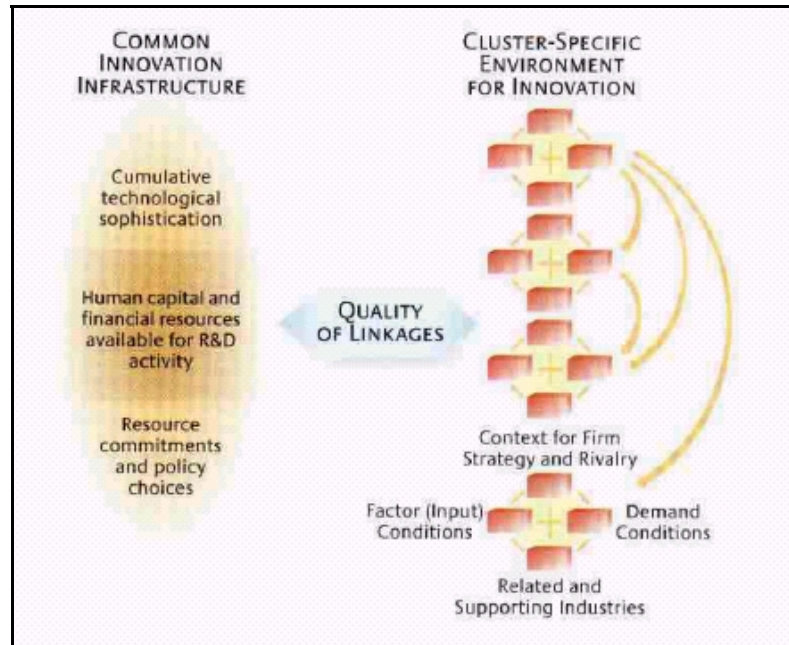 COMMON
INNOVATION
INFRASTRUCTURE
Cumulative
technological
sophistication
Human capital and
financial resources
available for R&D
activity
Resource
commitments
and policy
choices
QUALITY
OF LINKAGES
CLUSTER-SPECIFIC
ENVIRONMENT
FOR INNOVATION
Context for Firm
Strategy and Rivalry
Factor (Input)
Conditions
Demand
Conditions
Related and
Supporting Industries